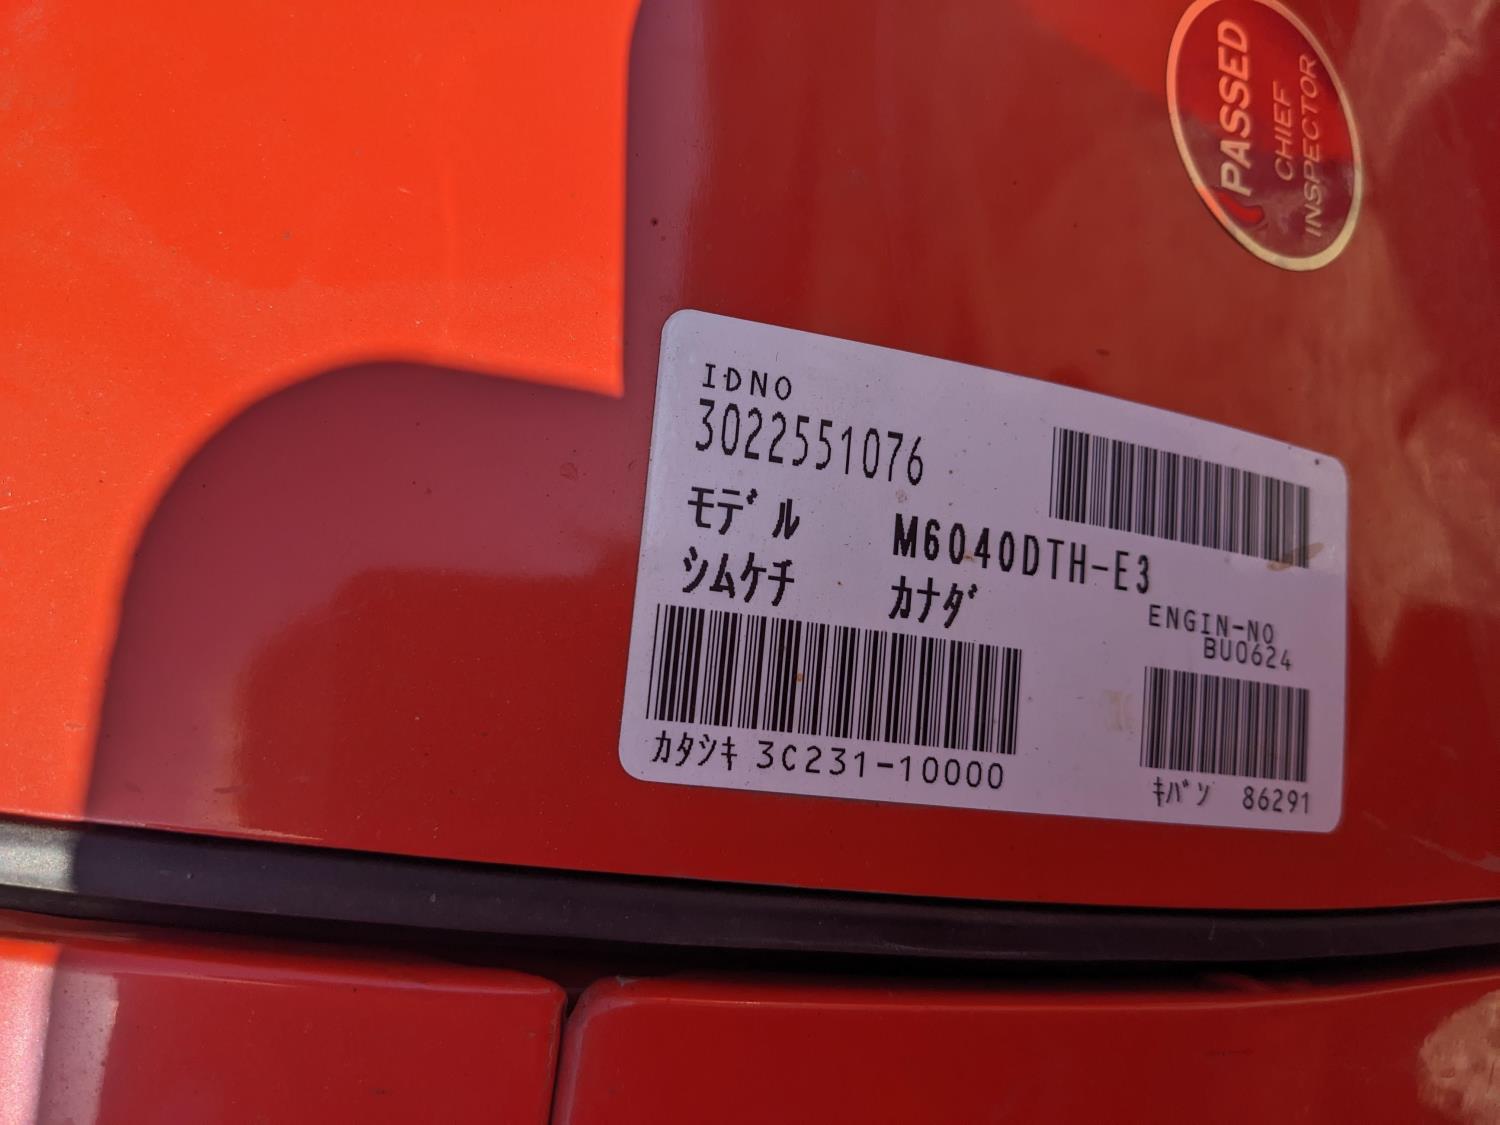 PASSED
CHIEF
INSPECTOR
IDNO
3022551076
モデル M6040DTH-E3
シムケチ カナダ
ENGIN-NO
BU0624
カタシキ 3C231-10000
キバン 86291